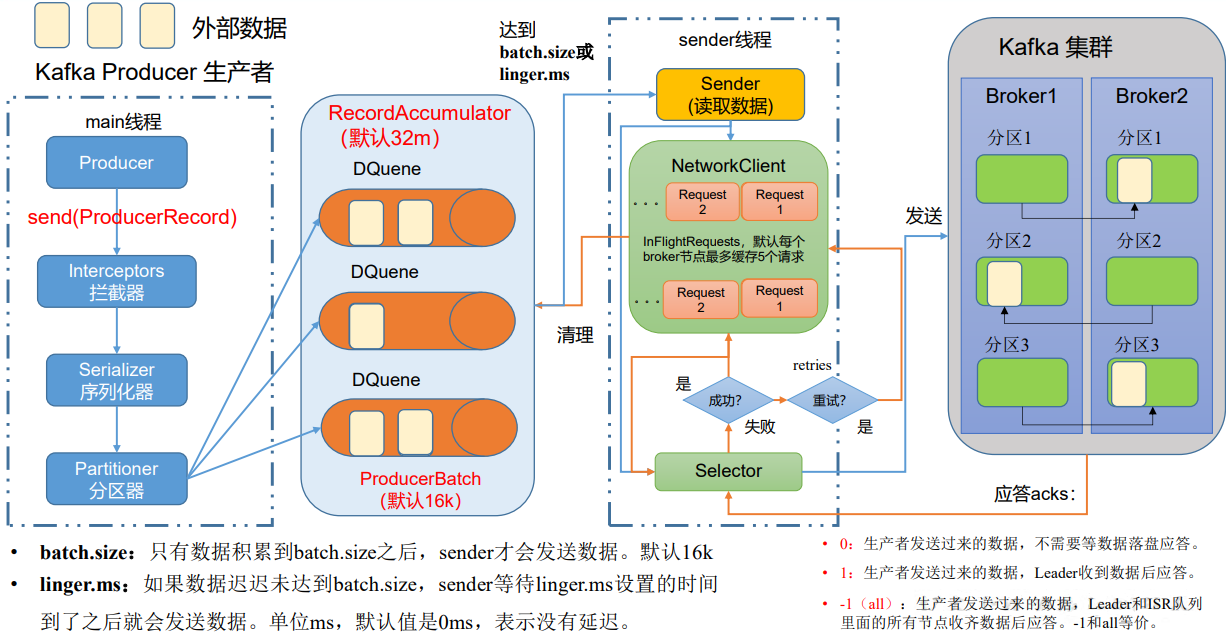 外部数据
Kafka Producer 生产者
main线程
Producer
send(ProducerRecord)
Interceptors
拦截器
Serializer
序列化器
Partitioner
分区器
RecordAccumulator
（默认32m）
DQuene
DQuene
DQuene
ProducerBatch
（默认16k）
达到
batch.size或
linger.ms
清理
sender线程
Sender
(读取数据)
NetworkClient
...
Request
2
Request
1
InFlightRequests，默认每个
broker节点最多缓存5个请求
...
Request
2
Request
1
是
成功?
失败
retries
重试?
是
Selector
发送
应答acks：
Kafka 集群
Broker1
Broker2
分区1
分区1
分区2
分区2
分区3
分区3
• batch.size：只有数据积累到batch.size之后，sender才会发送数据。默认16k
• linger.ms：如果数据迟迟未达到batch.size，sender等待linger.ms设置的时间
到了之后就会发送数据。单位ms，默认值是0ms，表示没有延迟。
• 0：生产者发送过来的数据，不需要等数据落盘应答。
• 1：生产者发送过来的数据，Leader收到数据后应答。
• -1（all）：生产者发送过来的数据，Leader和ISR队列
里面的所有节点收齐数据后应答。-1和all等价。